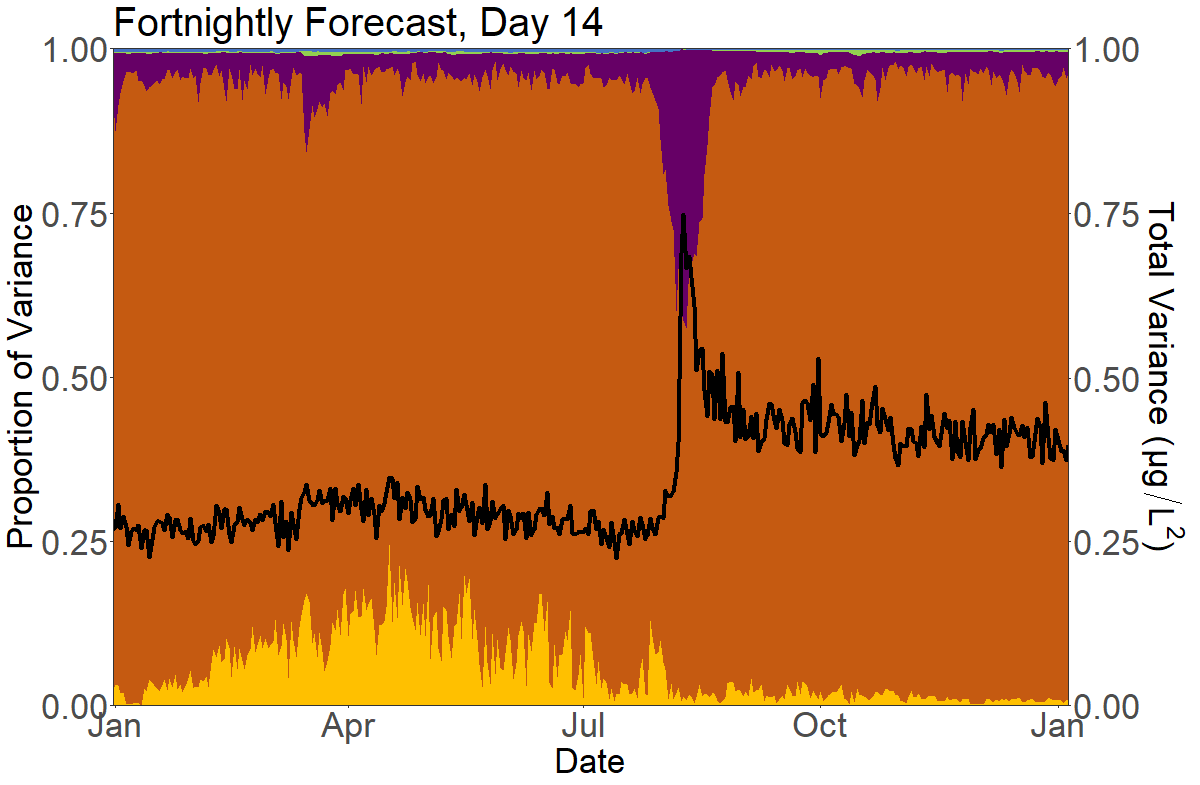 Fortnightly Forecast, Day 14
1.00 1.00
0.75 0.75
0.50 0.50
0.25 0.25
0.00 0.00
Proportion of Variance
Total Variance (µg / L²)
Jan Apr Jul Oct Jan
Date